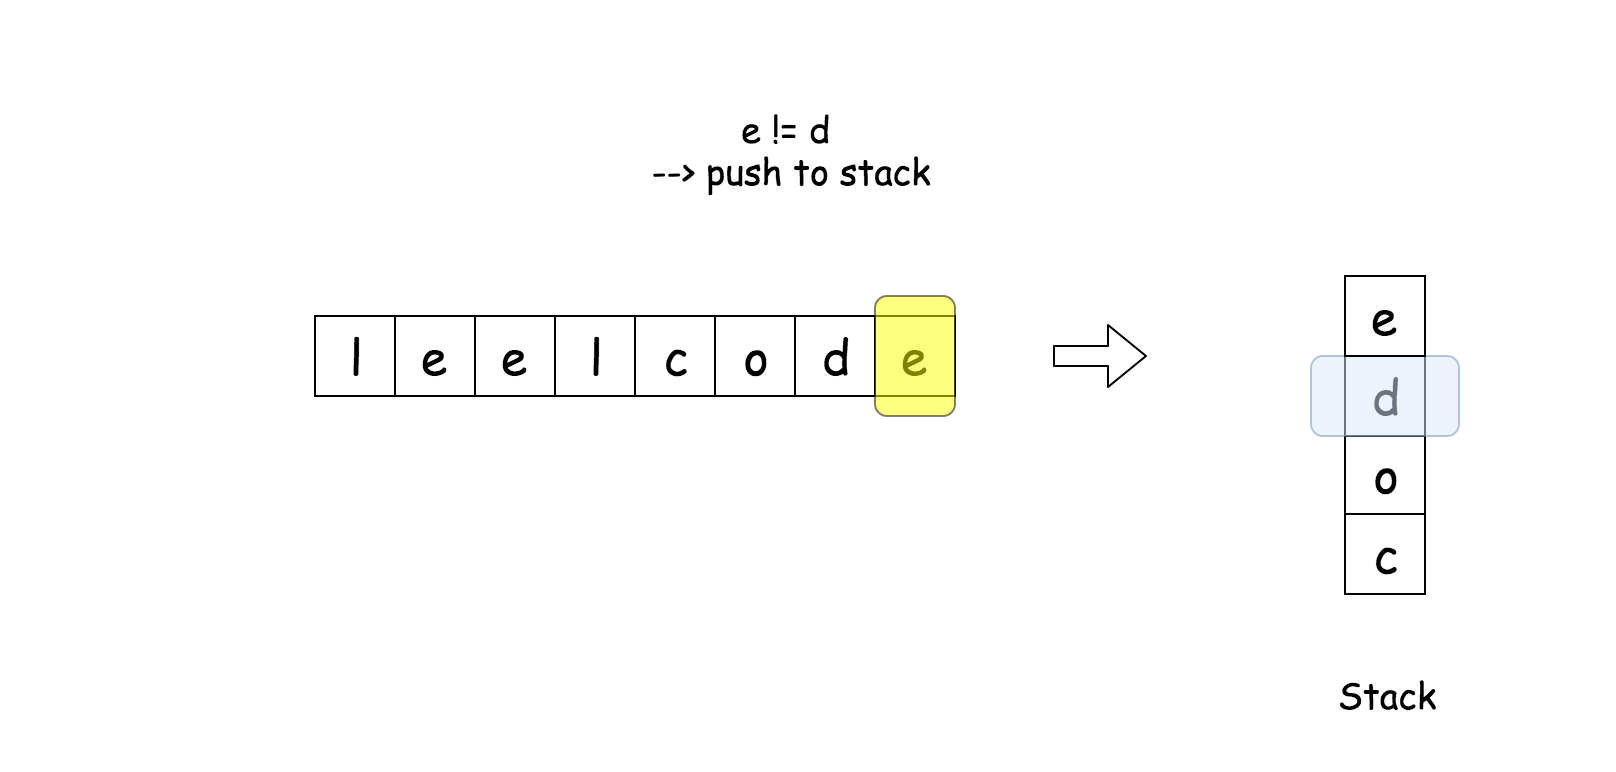 e != d
--> push to stack
l e e l c o d e
e
d
o
c
Stack